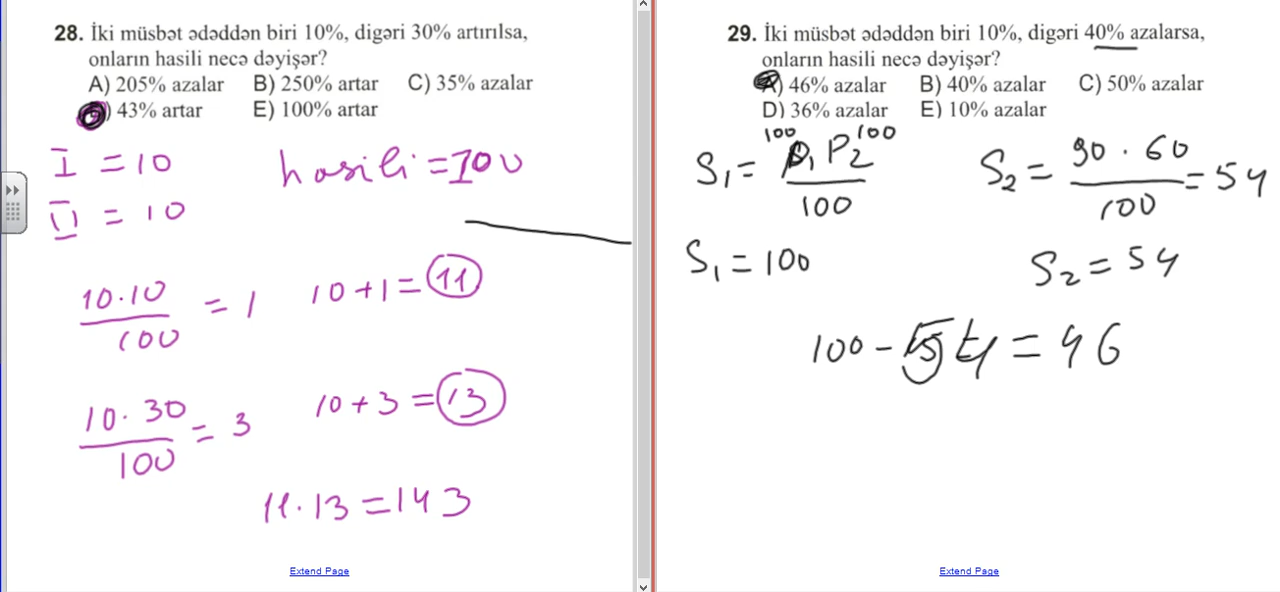 28. İki müsbət ədəddən biri 10%, digəri 30% artırılsa,
onların hasili necə dəyişər?
A) 205% azalar B) 250% artar C) 35% azalar
) 43% artar E) 100% artar
I = 10 hasili = 100
II = 10
10·10/100 = 1 10+1 = 11
10·30/100 = 3 10+3 = 13
11·13=143
Extend Page
29. İki müsbət ədəddən biri 10%, digəri 40% azalarsa,
onların hasili necə dəyişər?
A) 46% azalar B) 40% azalar C) 50% azalar
D) 36% azalar E) 10% azalar
100 100
S₁ = P₁ P₂/100 S₂ = 90·60/100 = 54
S₁ = 100 S₂ = 54
100 - 54 = 46
Extend Page